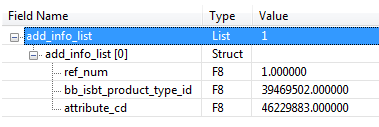 Field Name Type Value
add_info_list List 1
add_info_list [0] Struct
ref_num F8 1.000000
bb_isbt_product_type_id F8 39469502.000000
attribute_cd F8 46229883.000000